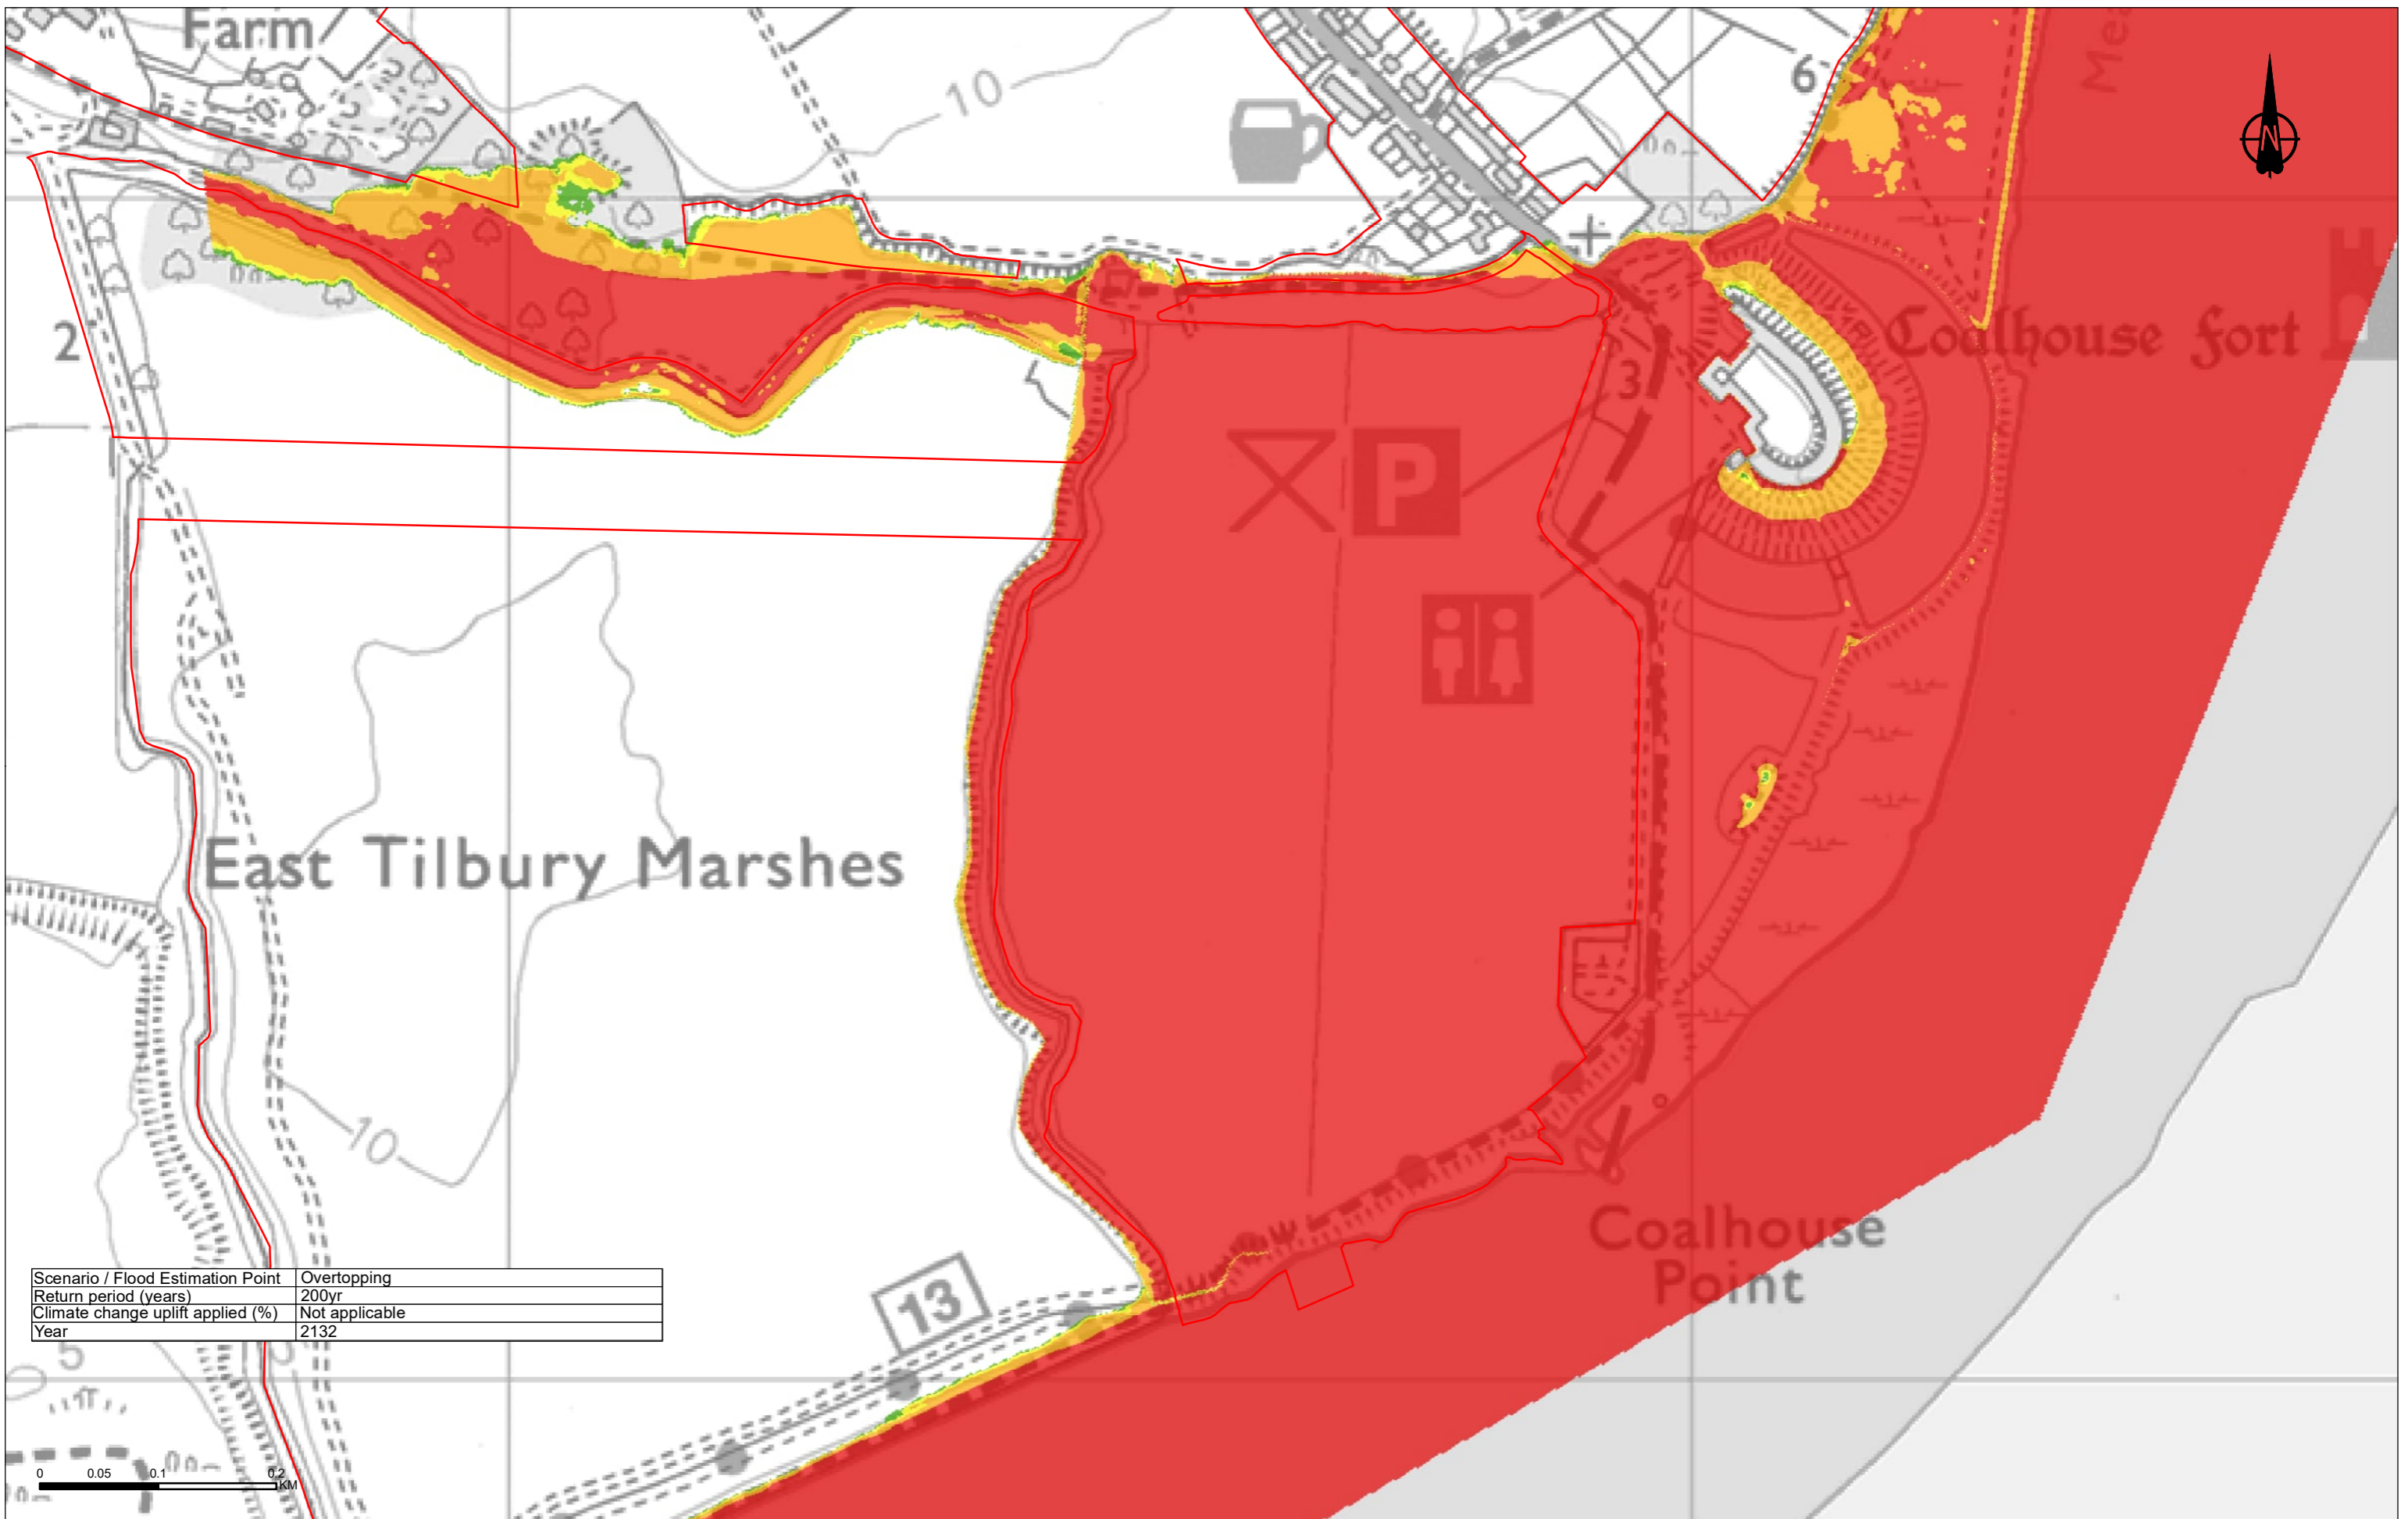 Farm
10
6
Mea
N
2
3
Coalhouse Fort
P
East Tilbury Marshes
10
Coalhouse
Point
13
Scenario / Flood Estimation Point Overtopping
Return period (years) 200yr
Climate change uplift applied (%) Not applicable
Year 2132
5
0 0.05 0.1 0.2
KM